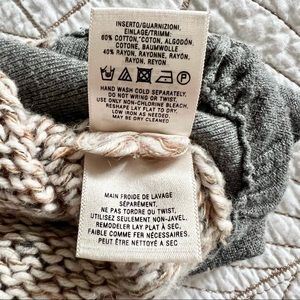 INSERTO/GUARNIZIONI
EINLAGE/TRIMM:
60% COTTON, COTON, ALGODÓN,
COTONE, BAUMWOLLE
40% RAYON, RAYONNE, RAYÓN,
RAYON, REYON
HAND WASH COLD SEPARATELY,
DO NOT WRING OR TWIST,
USE ONLY NON-CHLORINE BLEACH,
RESHAPE LAY FLAT TO DRY
LOW IRON AS NEEDED,
MAY BE DRY CLEANED
MAIN FROIDE DE LAVAGE
SÉPARÉMENT.
NE PAS TORDRE OU TWIST,
UTILISEZ SEULEMENT NON-JAVEL.
REMODELER LAY PLAT À SEC.
FAIBLE COMME FER NÉCESSAIRES,
PEUT ÊTRE NETTOYÉ A SEC